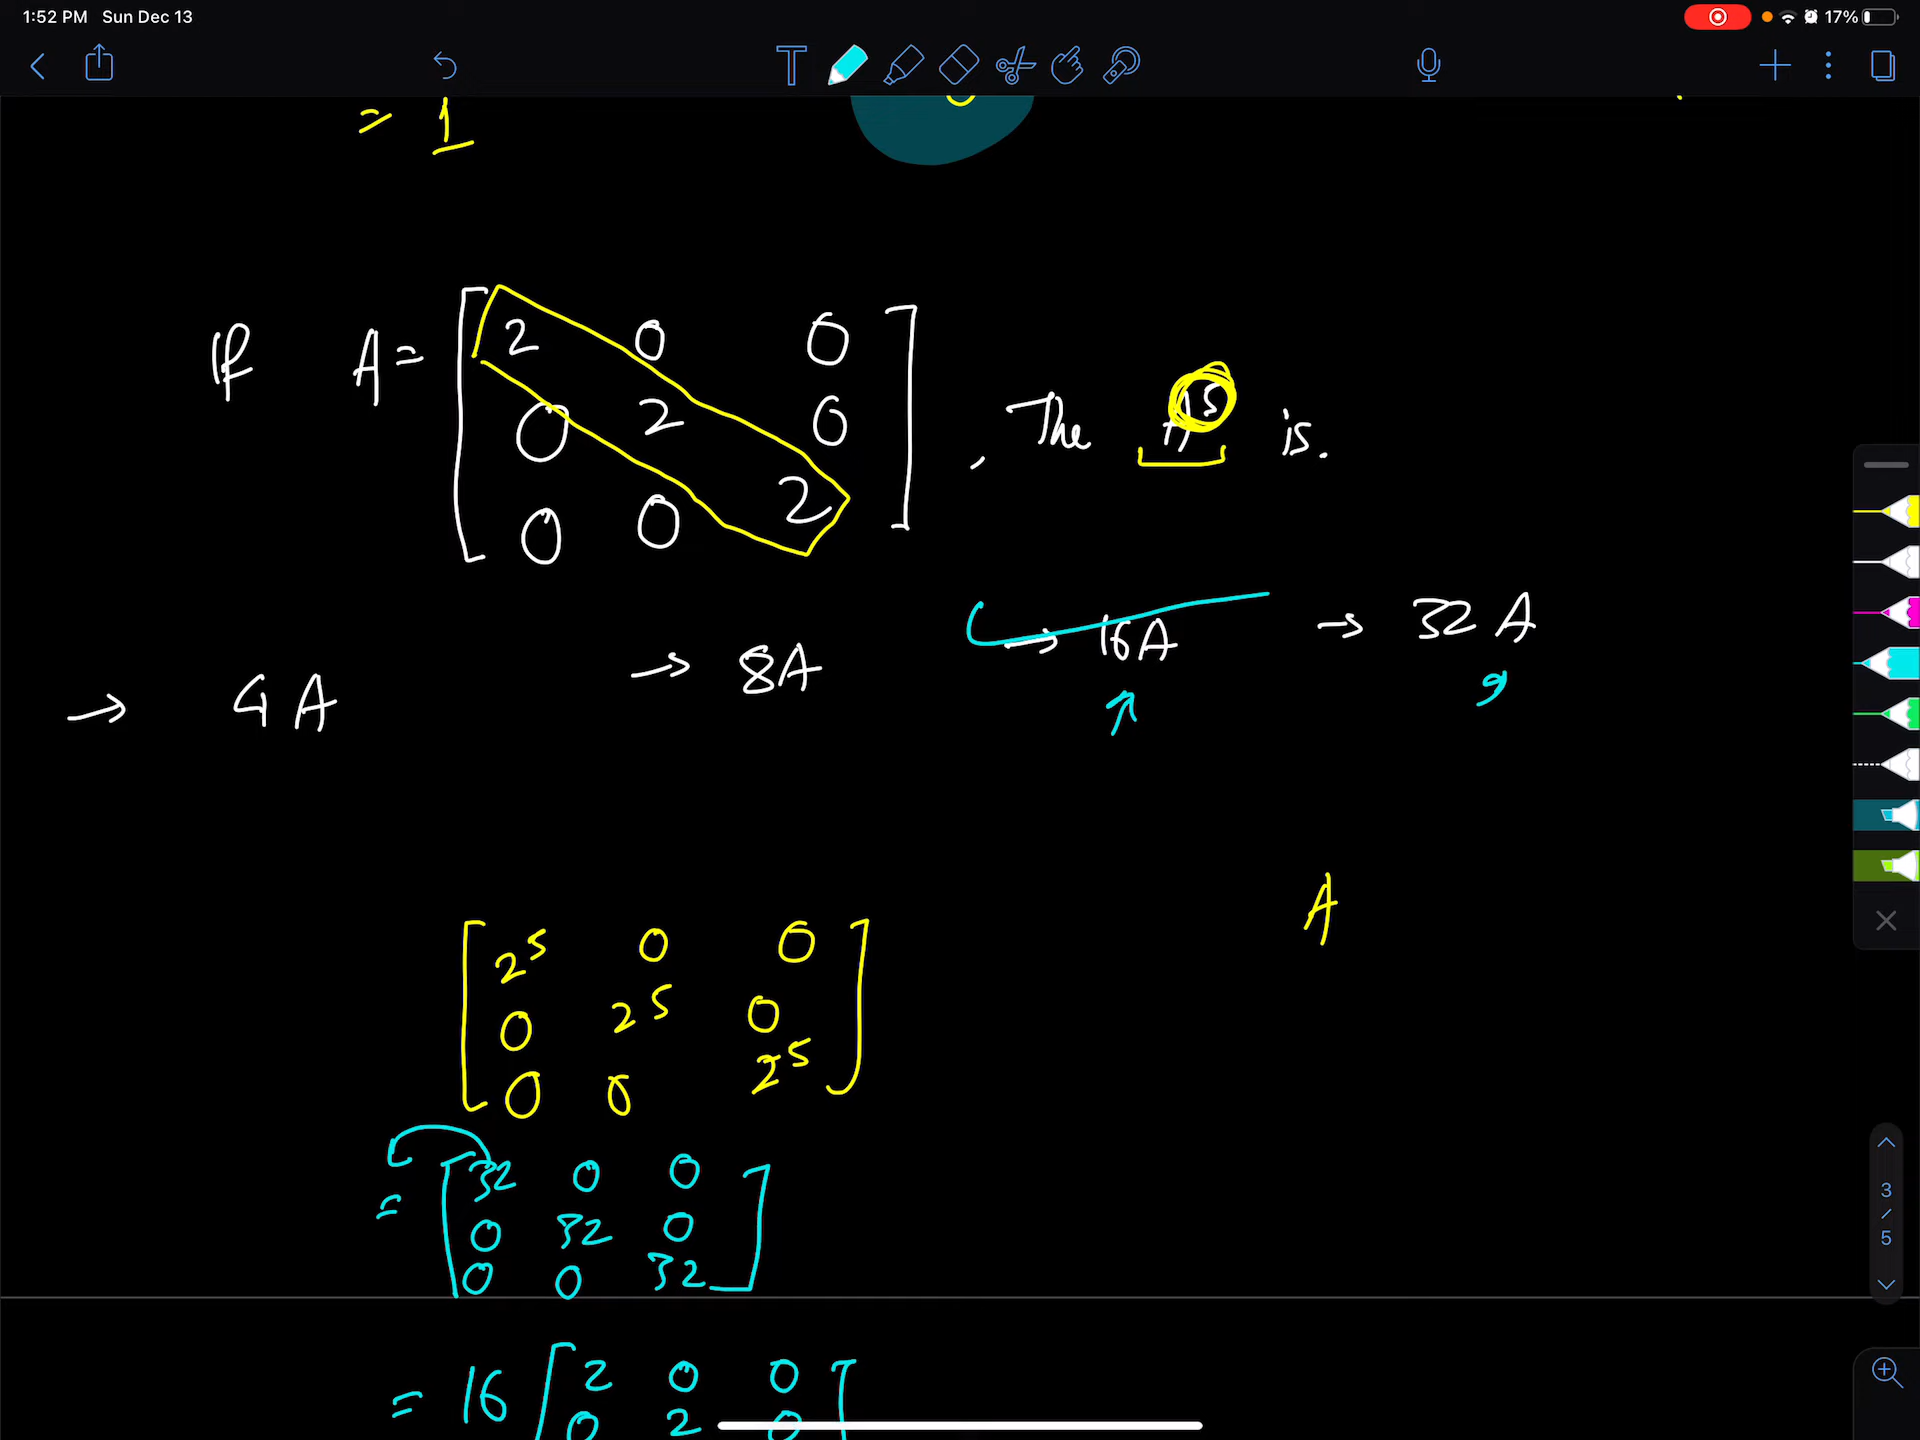 1:52 PM Sun Dec 13
17%
= 1
If A = [ 2 0 0
0 2 0
0 0 2 ] , The A⁵ is.
→ 4A → 8A → 16A → 32A
A
[ 2⁵ 0 0
0 2⁵ 0
0 0 2⁵ ]
= [ 32 0 0
0 32 0
0 0 32 ]
= 16 [ 2 0 0 ]
0 2 0
3
/
5